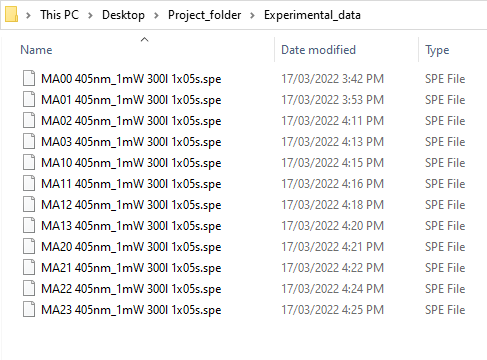 This PC > Desktop > Project_folder > Experimental_data
Name Date modified Type
MA00 405nm_1mW 300l 1x05s.spe 17/03/2022 3:42 PM SPE File
MA01 405nm_1mW 300l 1x05s.spe 17/03/2022 3:53 PM SPE File
MA02 405nm_1mW 300l 1x05s.spe 17/03/2022 4:11 PM SPE File
MA03 405nm_1mW 300l 1x05s.spe 17/03/2022 4:13 PM SPE File
MA10 405nm_1mW 300l 1x05s.spe 17/03/2022 4:15 PM SPE File
MA11 405nm_1mW 300l 1x05s.spe 17/03/2022 4:16 PM SPE File
MA12 405nm_1mW 300l 1x05s.spe 17/03/2022 4:18 PM SPE File
MA13 405nm_1mW 300l 1x05s.spe 17/03/2022 4:20 PM SPE File
MA20 405nm_1mW 300l 1x05s.spe 17/03/2022 4:21 PM SPE File
MA21 405nm_1mW 300l 1x05s.spe 17/03/2022 4:22 PM SPE File
MA22 405nm_1mW 300l 1x05s.spe 17/03/2022 4:24 PM SPE File
MA23 405nm_1mW 300l 1x05s.spe 17/03/2022 4:25 PM SPE File